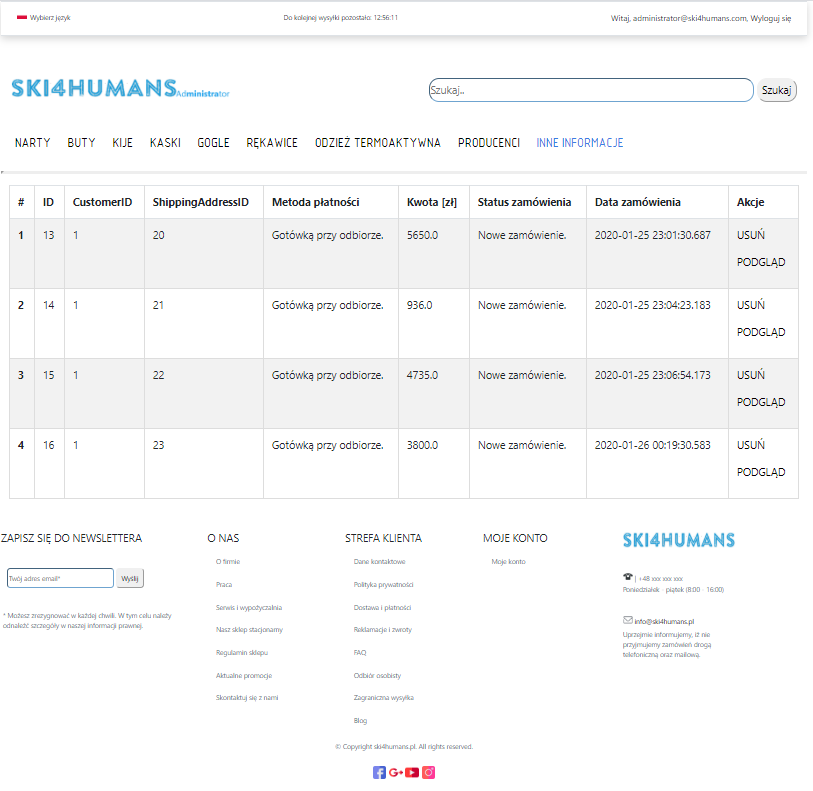 Wybierz język Do kolejnej wysyłki pozostało: 12:56:11 Witaj, administrator@ski4humans.com, Wyloguj się
SKI4HUMANSAdministrator Szukaj.. Szukaj
NARTY BUTY KIJE KASKI GOGLE RĘKAWICE ODZIEŻ TERMOAKTYWNA PRODUCENCI INNE INFORMACJE
# ID CustomerID ShippingAddressID Metoda płatności Kwota [zł] Status zamówienia Data zamówienia Akcje
1 13 1 20 Gotówką przy odbiorze. 5650.0 Nowe zamówienie. 2020-01-25 23:01:30.687 USUŃ
PODGLĄD
2 14 1 21 Gotówką przy odbiorze. 936.0 Nowe zamówienie. 2020-01-25 23:04:23.183 USUŃ
PODGLĄD
3 15 1 22 Gotówką przy odbiorze. 4735.0 Nowe zamówienie. 2020-01-25 23:06:54.173 USUŃ
PODGLĄD
4 16 1 23 Gotówką przy odbiorze. 3800.0 Nowe zamówienie. 2020-01-26 00:19:30.583 USUŃ
PODGLĄD
ZAPISZ SIĘ DO NEWSLETTERA
Twój adres email* Wyślij
* Możesz zrezygnować w każdej chwili. W tym celu należy
odnaleźć szczegóły w naszej informacji prawnej.
O NAS
O firmie
Praca
Serwis i wypożyczalnia
Nasz sklep stacjonarny
Regulamin sklepu
Aktualne promocje
Skontaktuj się z nami
STREFA KLIENTA
Dane kontaktowe
Polityka prywatności
Dostawa i płatności
Reklamacje i zwroty
FAQ
Odbiór osobisty
Zagraniczna wysyłka
Blog
MOJE KONTO
Moje konto
SKI4HUMANS
| +48 xxx xxx xxx
Poniedziałek - piątek (8:00 - 16:00)
info@ski4humans.pl
Uprzejmie informujemy, iż nie
przyjmujemy zamówień drogą
telefoniczną oraz mailową.
© Copyright ski4humans.pl. All rights reserved.